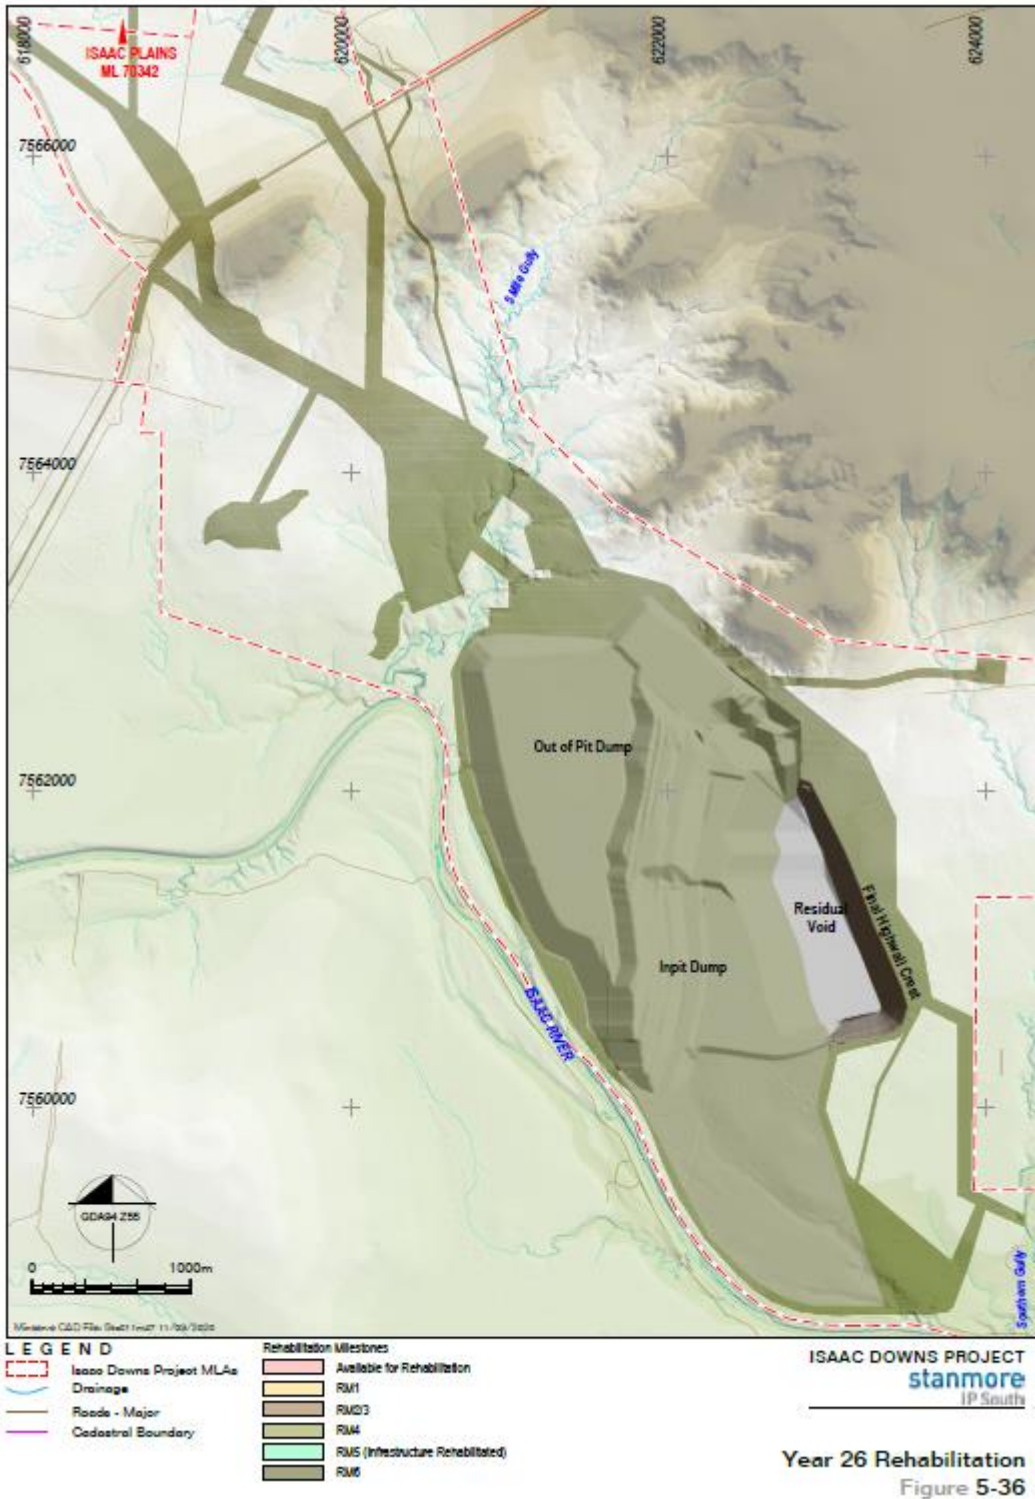 618000
620000
622000
624000
ISAAC PLAINS
ML 70342
7566000
5 Mile Gully
7564000
Out of Pit Dump
7562000
Residual
Void
Final Highwall Crest
Inpit Dump
ISAAC RIVER
7560000
GDA94 Z55
0 1000m
Southern Gully
LEGEND
Isaac Downs Project MLAs
Drainage
Roads - Major
Cadastral Boundary
Rehabilitation Milestones
Available for Rehabilitation
RM1
RM2/3
RM4
RM5 (Infrastructure Rehabilitated)
RM6
ISAAC DOWNS PROJECT
stanmore
IP South
Year 26 Rehabilitation
Figure 5-36